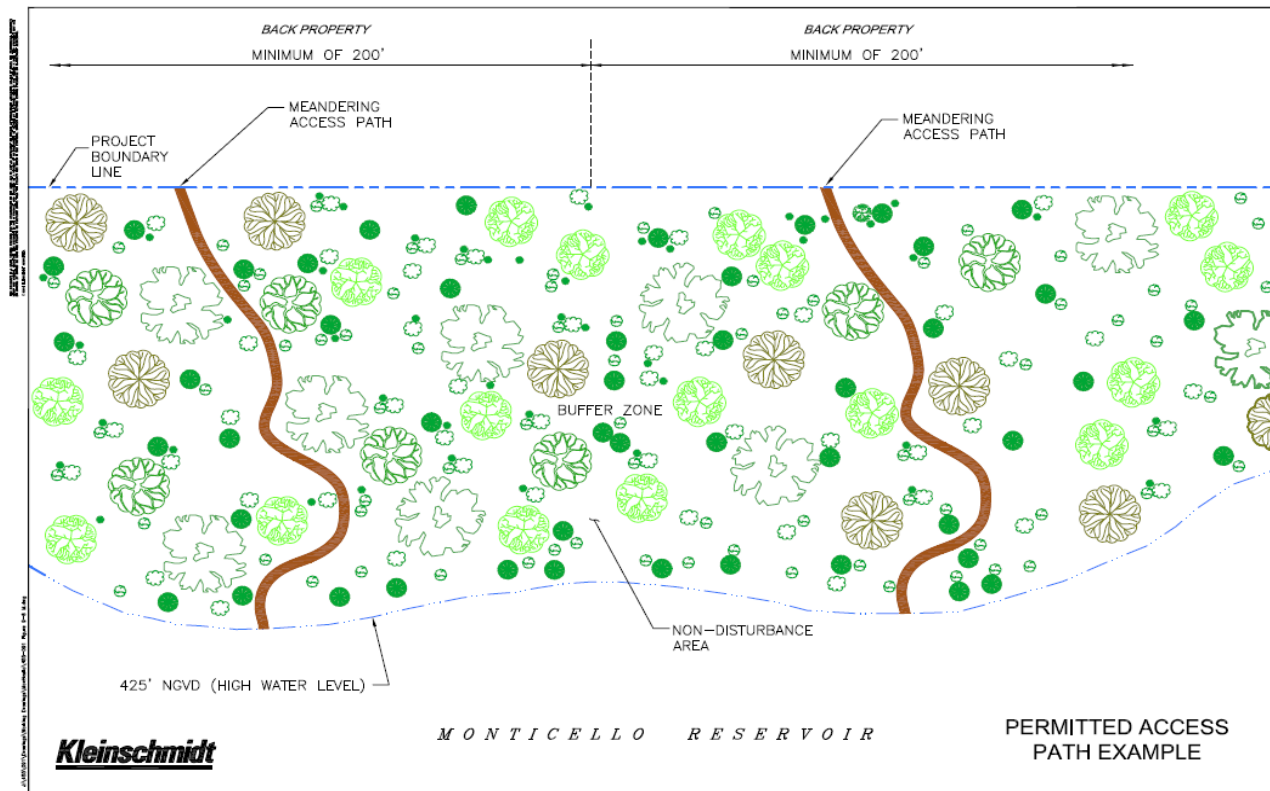 BACK PROPERTY
BACK PROPERTY
MINIMUM OF 200'
MINIMUM OF 200'
MEANDERING
ACCESS PATH
MEANDERING
ACCESS PATH
PROJECT
BOUNDARY
LINE
BUFFER ZONE
NON-DISTURBANCE
AREA
425' NGVD (HIGH WATER LEVEL)
MONTICELLO RESERVOIR
PERMITTED ACCESS
PATH EXAMPLE
Kleinschmidt